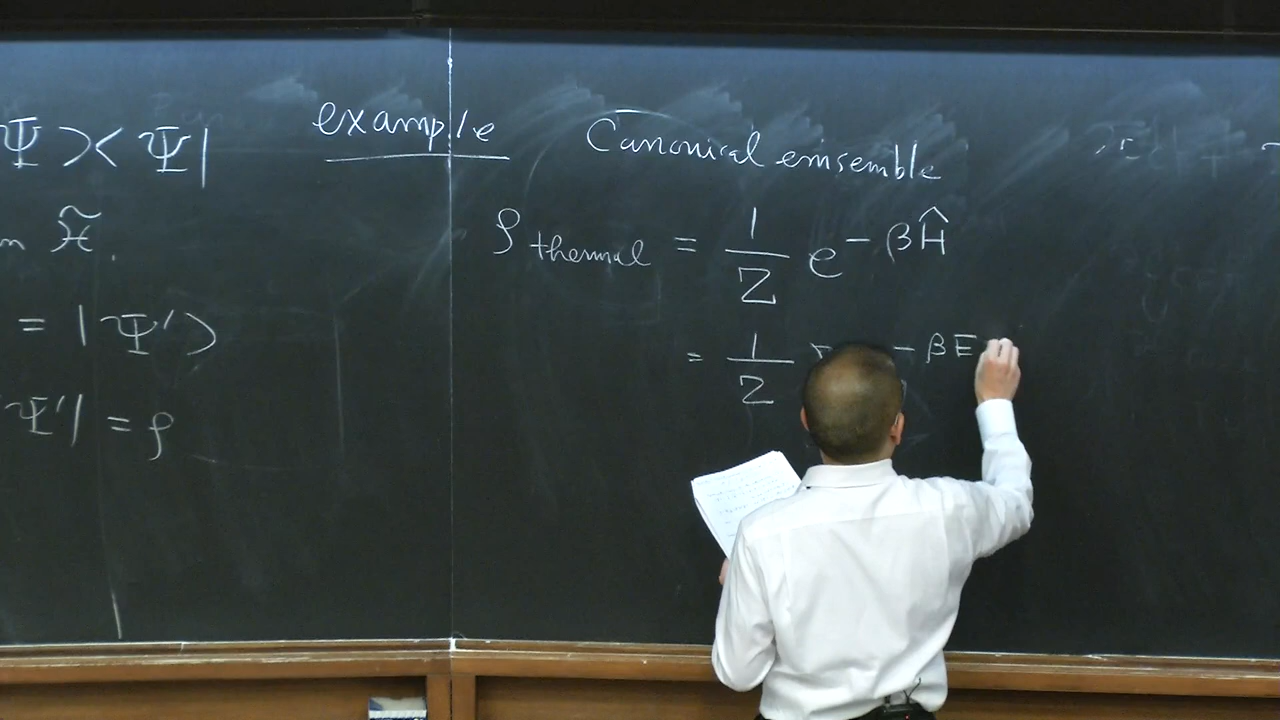 Ψ ›‹ Ψ|
ℋ̃.
= |Ψ'⟩
Ψ'| = ρ
example
Canonical ensemble
ρ thermal = 1/Z e^{-βĤ}
= 1/Z - βE